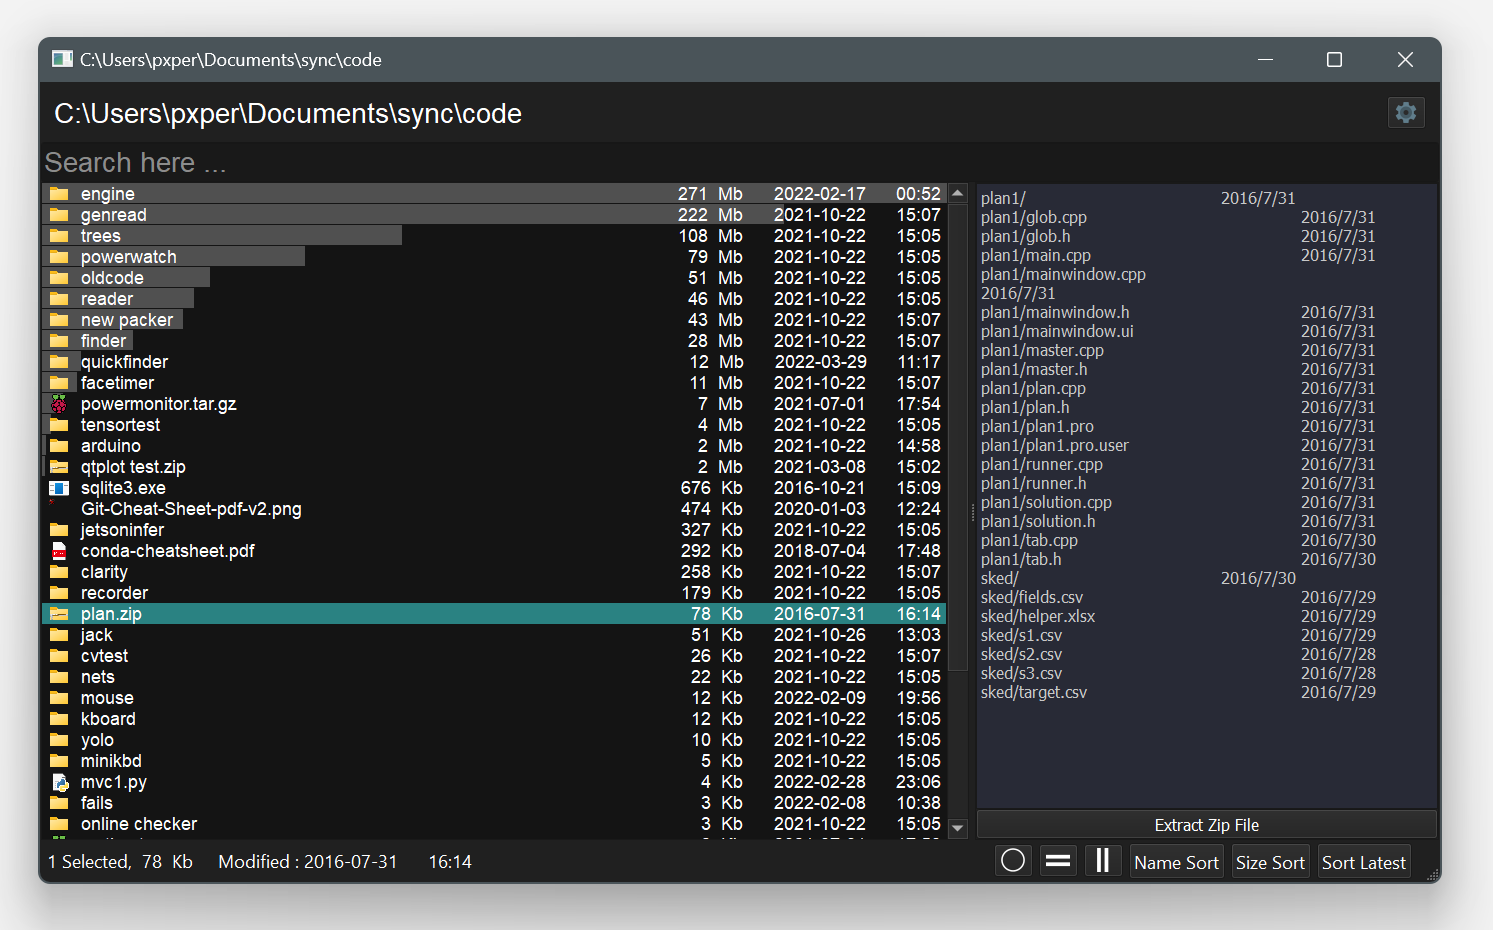 C:\Users\pxper\Documents\sync\code
C:\Users\pxper\Documents\sync\code
Search here ...
engine 271 Mb 2022-02-17 00:52
genread 222 Mb 2021-10-22 15:07
trees 108 Mb 2021-10-22 15:05
powerwatch 79 Mb 2021-10-22 15:05
oldcode 51 Mb 2021-10-22 15:05
reader 46 Mb 2021-10-22 15:05
new packer 43 Mb 2021-10-22 15:07
finder 28 Mb 2021-10-22 15:07
quickfinder 12 Mb 2022-03-29 11:17
facetimer 11 Mb 2021-10-22 15:07
powermonitor.tar.gz 7 Mb 2021-07-01 17:54
tensortest 4 Mb 2021-10-22 15:05
arduino 2 Mb 2021-10-22 14:58
qtplot test.zip 2 Mb 2021-03-08 15:02
sqlite3.exe 676 Kb 2016-10-21 15:09
Git-Cheat-Sheet-pdf-v2.png 474 Kb 2020-01-03 12:24
jetsoninfer 327 Kb 2021-10-22 15:05
conda-cheatsheet.pdf 292 Kb 2018-07-04 17:48
clarity 258 Kb 2021-10-22 15:07
recorder 179 Kb 2021-10-22 15:05
plan.zip 78 Kb 2016-07-31 16:14
jack 51 Kb 2021-10-26 13:03
cvtest 26 Kb 2021-10-22 15:07
nets 22 Kb 2021-10-22 15:05
mouse 12 Kb 2022-02-09 19:56
kboard 12 Kb 2021-10-22 15:05
yolo 10 Kb 2021-10-22 15:05
minikbd 5 Kb 2021-10-22 15:05
mvc1.py 4 Kb 2022-02-28 23:06
fails 3 Kb 2022-02-08 10:38
online checker 3 Kb 2021-10-22 15:05
plan1/ 2016/7/31
plan1/glob.cpp 2016/7/31
plan1/glob.h 2016/7/31
plan1/main.cpp 2016/7/31
plan1/mainwindow.cpp
2016/7/31
plan1/mainwindow.h 2016/7/31
plan1/mainwindow.ui 2016/7/31
plan1/master.cpp 2016/7/31
plan1/master.h 2016/7/31
plan1/plan.cpp 2016/7/31
plan1/plan.h 2016/7/31
plan1/plan1.pro 2016/7/31
plan1/plan1.pro.user 2016/7/31
plan1/runner.cpp 2016/7/31
plan1/runner.h 2016/7/31
plan1/solution.cpp 2016/7/31
plan1/solution.h 2016/7/31
plan1/tab.cpp 2016/7/30
plan1/tab.h 2016/7/30
sked/ 2016/7/30
sked/fields.csv 2016/7/29
sked/helper.xlsx 2016/7/29
sked/s1.csv 2016/7/29
sked/s2.csv 2016/7/28
sked/s3.csv 2016/7/28
sked/target.csv 2016/7/29
Extract Zip File
1 Selected, 78 Kb Modified : 2016-07-31 16:14
Name Sort Size Sort Sort Latest